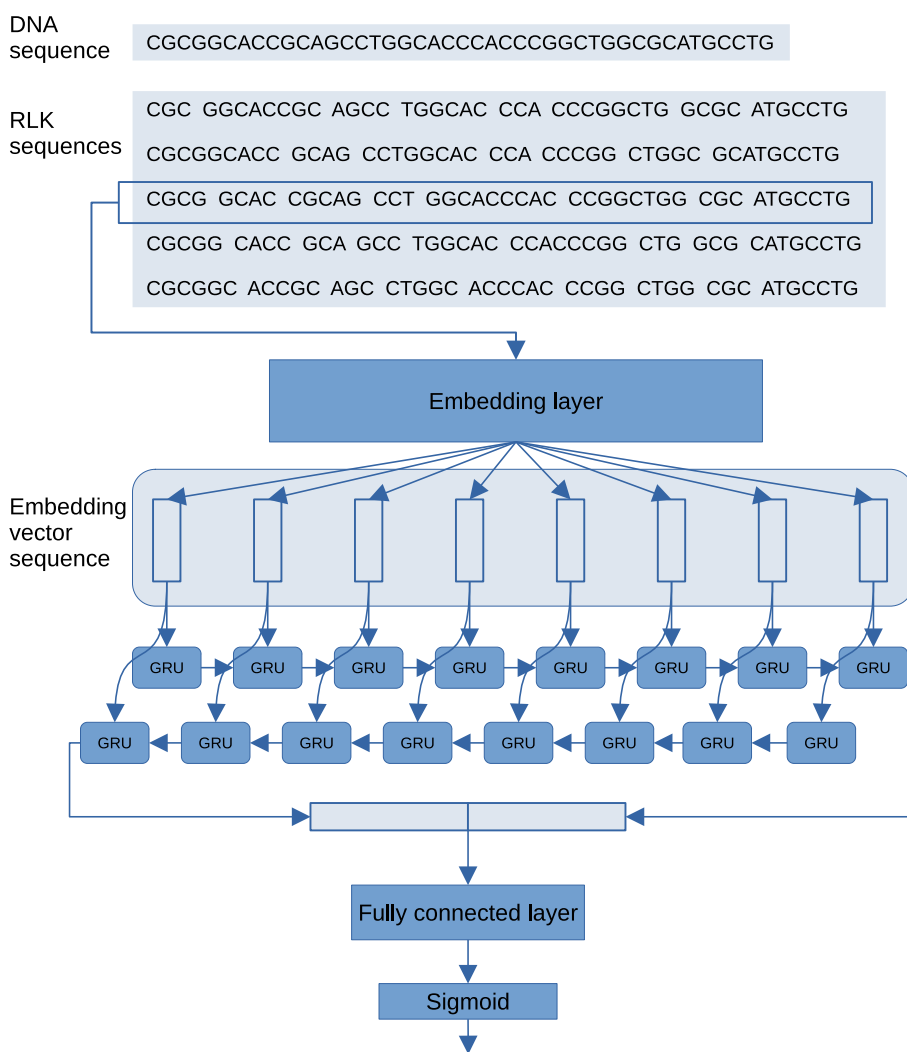 DNA
sequence
CGCGGCACCGCAGCCTGGCACCCACCCGGCTGGCGCATGCCTG
RLK
sequences
CGC GGCACCGC AGCC TGGCAC CCA CCCGGCTG GCGC ATGCCTG
CGCGGCACC GCAG CCTGGCAC CCA CCCGG CTGGC GCATGCCTG
CGCG GCAC CGCAG CCT GGCACCCAC CCGGCTGG CGC ATGCCTG
CGCGG CACC GCA GCC TGGCAC CCACCCGG CTG GCG CATGCCTG
CGCGGC ACCGC AGC CTGGC ACCCAC CCGG CTGG CGC ATGCCTG
Embedding layer
Embedding
vector
sequence
GRU GRU GRU GRU GRU GRU GRU GRU
GRU GRU GRU GRU GRU GRU GRU GRU
Fully connected layer
Sigmoid